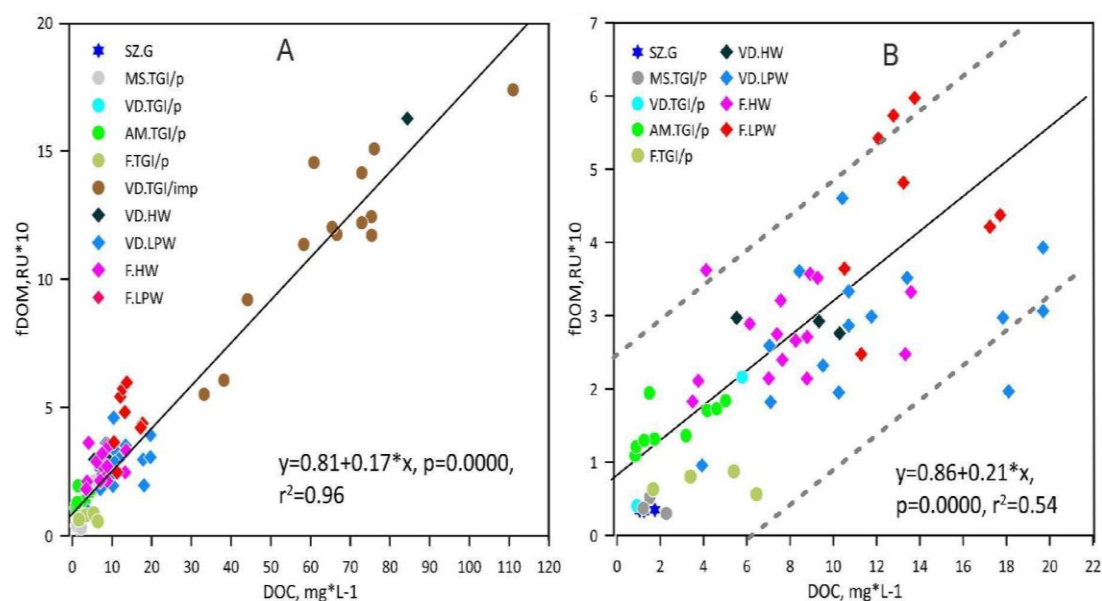 A
fDOM,RU*10
20
15
10
5
0
SZ.G
MS.TGI/p
VD.TGI/p
AM.TGI/p
F.TGI/p
VD.TGI/imp
VD.HW
VD.LPW
F.HW
F.LPW
y=0.81+0.17*x, p=0.0000,
r²=0.96
0 10 20 30 40 50 60 70 80 90 100 110 120
DOC, mg*L-1
B
fDOM,RU*10
7
6
5
4
3
2
1
0
SZ.G
MS.TGI/P
VD.TGI/p
AM.TGI/p
F.TGI/p
VD.HW
VD.LPW
F.HW
F.LPW
y=0.86+0.21*x,
p=0.0000, r²=0.54
0 2 4 6 8 10 12 14 16 18 20 22
DOC, mg*L-1